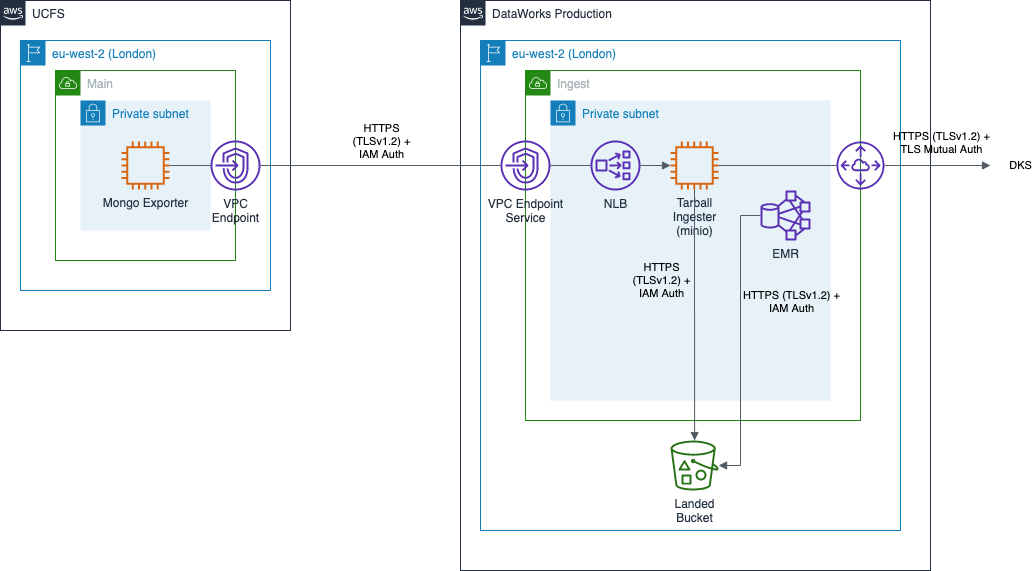 aws
UCFS
eu-west-2 (London)
Main
Private subnet
Mongo Exporter
VPC
Endpoint
HTTPS
(TLSv1.2) +
IAM Auth
aws
DataWorks Production
eu-west-2 (London)
Ingest
Private subnet
VPC Endpoint
Service
NLB
Tarball
Ingester
(minio)
EMR
HTTPS
(TLSv1.2) +
IAM Auth
HTTPS (TLSv1.2) +
IAM Auth
Landed
Bucket
HTTPS (TLSv1.2) +
TLS Mutual Auth
DKS